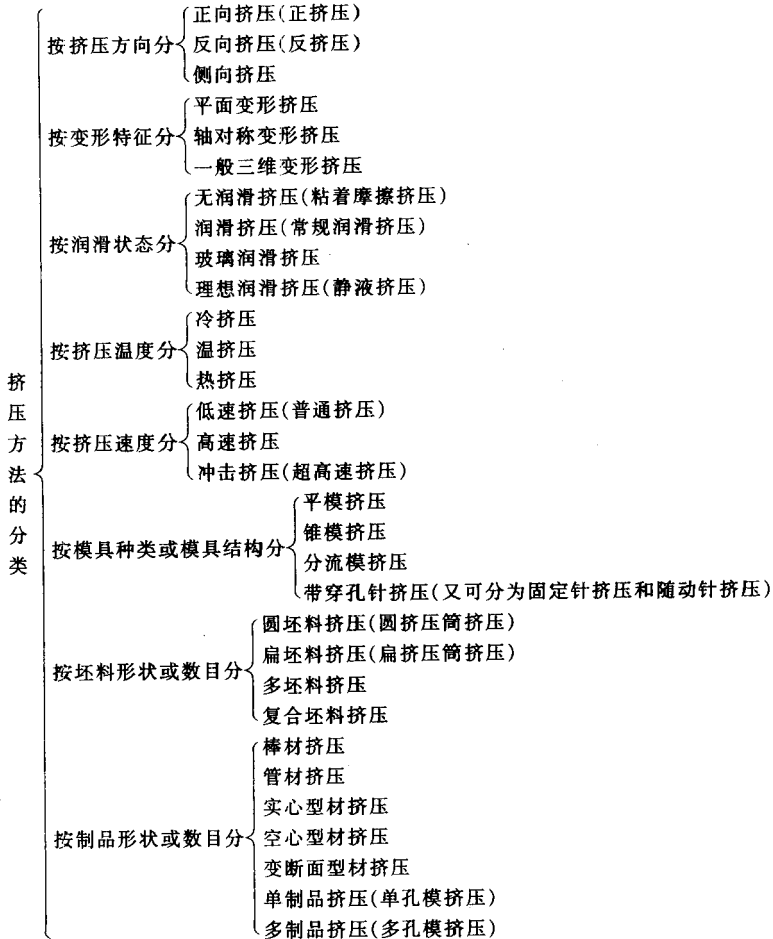 挤压方法的分类
按挤压方向分
正向挤压(正挤压)
反向挤压(反挤压)
侧向挤压
按变形特征分
平面变形挤压
轴对称变形挤压
一般三维变形挤压
按润滑状态分
无润滑挤压(粘着摩擦挤压)
润滑挤压(常规润滑挤压)
玻璃润滑挤压
理想润滑挤压(静液挤压)
按挤压温度分
冷挤压
温挤压
热挤压
按挤压速度分
低速挤压(普通挤压)
高速挤压
冲击挤压(超高速挤压)
按模具种类或模具结构分
平模挤压
锥模挤压
分流模挤压
带穿孔针挤压(又可分为固定针挤压和随动针挤压)
按坯料形状或数目分
圆坯料挤压(圆挤压筒挤压)
扁坯料挤压(扁挤压筒挤压)
多坯料挤压
复合坯料挤压
按制品形状或数目分
棒材挤压
管材挤压
实心型材挤压
空心型材挤压
变断面型材挤压
单制品挤压(单孔模挤压)
多制品挤压(多孔模挤压)